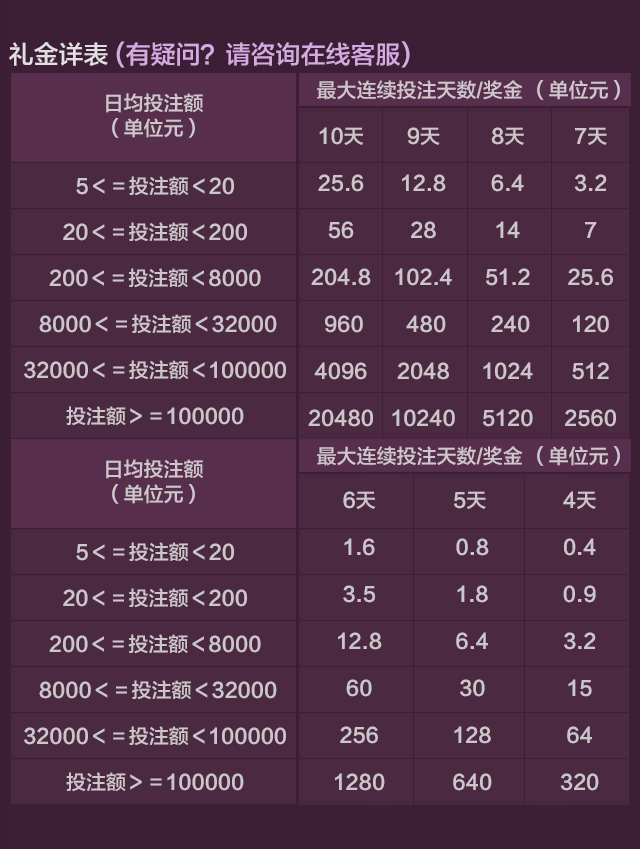 礼金详表 (有疑问？请咨询在线客服)
日均投注额
（单位元） 最大连续投注天数/奖金 （单位元）
10天 9天 8天 7天
5＜＝投注额＜20 25.6 12.8 6.4 3.2
20＜＝投注额＜200 56 28 14 7
200＜＝投注额＜8000 204.8 102.4 51.2 25.6
8000＜＝投注额＜32000 960 480 240 120
32000＜＝投注额＜100000 4096 2048 1024 512
投注额＞＝100000 20480 10240 5120 2560
日均投注额
（单位元） 最大连续投注天数/奖金 （单位元）
6天 5天 4天
5＜＝投注额＜20 1.6 0.8 0.4
20＜＝投注额＜200 3.5 1.8 0.9
200＜＝投注额＜8000 12.8 6.4 3.2
8000＜＝投注额＜32000 60 30 15
32000＜＝投注额＜100000 256 128 64
投注额＞＝100000 1280 640 320